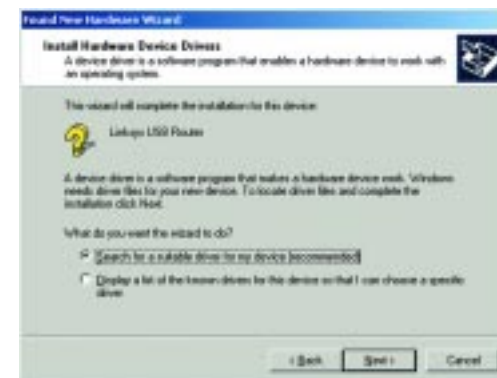 Found New Hardware Wizard
Install Hardware Device Drivers
A device driver is a software program that enables a hardware device to work with
an operating system.
This wizard will complete the installation for this device:
Linksys USB Router
A device driver is a software program that makes a hardware device work. Windows
needs driver files for your new device. To locate driver files and complete the
installation click Next.
What do you want the wizard to do?
Search for a suitable driver for my device (recommended)
Display a list of the known drivers for this device so that I can choose a specific
driver
< Back
Next >
Cancel